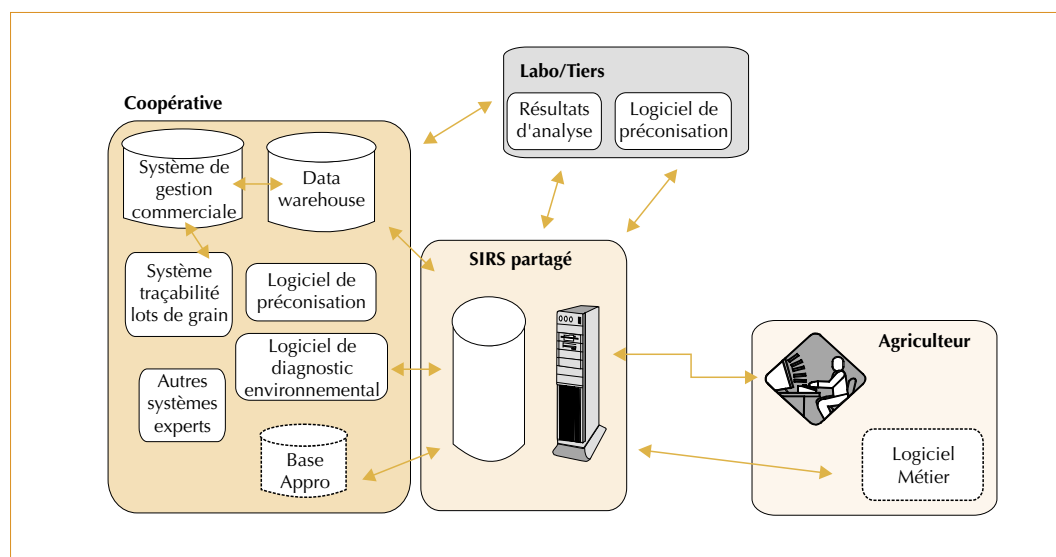 Labo/Tiers
Résultats
d'analyse
Logiciel de
préconisation
Coopérative
Système de
gestion
commerciale
Data
warehouse
Système
traçabilité
lots de grain
Logiciel de
préconisation
Logiciel de
diagnostic
environnemental
Autres
systèmes
experts
Base
Appro
SIRS partagé
Agriculteur
Logiciel
Métier